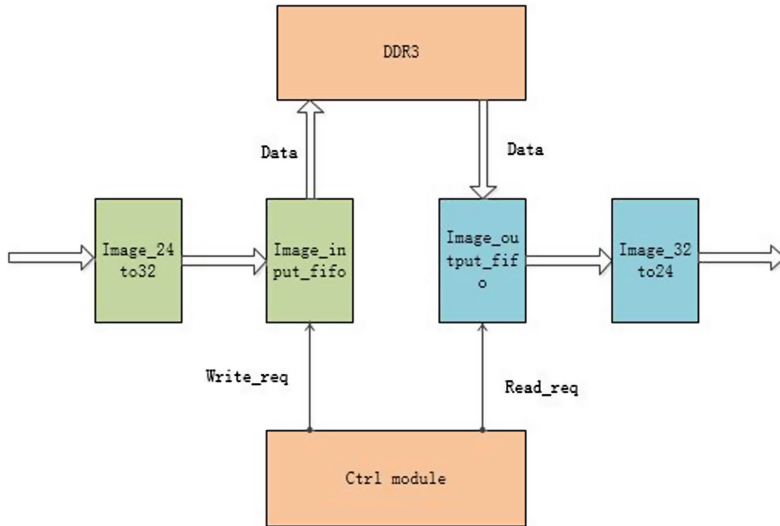 DDR3
Data
Data
Image_24
to32
Image_in
put_fifo
Image_ou
tput_fif
o
Image_32
to24
Write_req
Read_req
Ctrl module